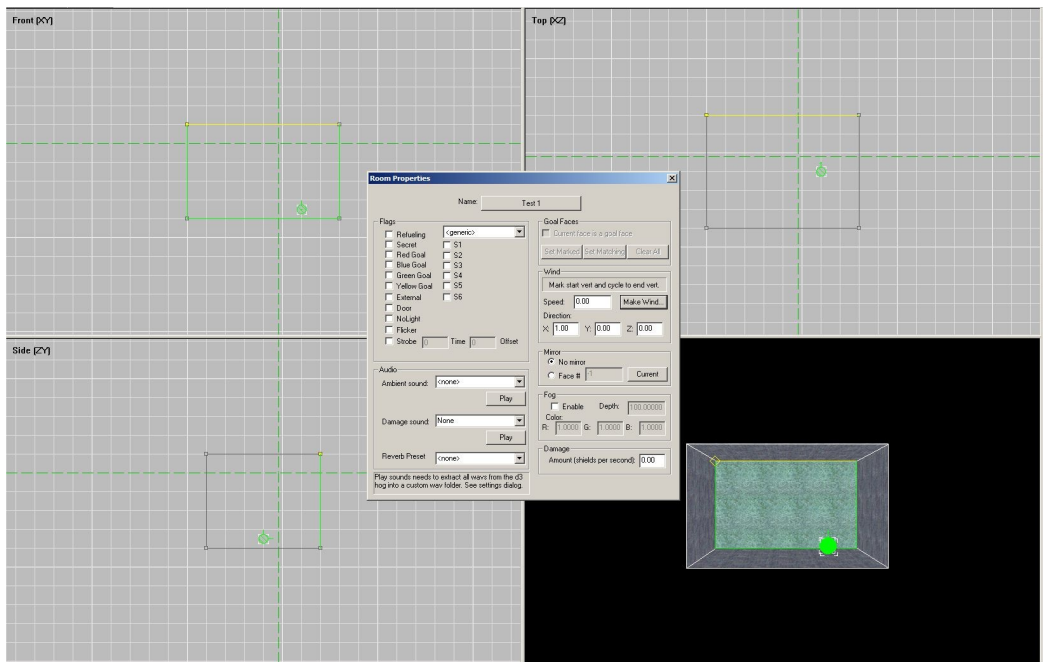 Front [XY]
Top [XZ]
Room Properties
Name:
Test 1
Flags
Refueling
<generic>
Secret
S1
Red Goal
S2
Blue Goal
S3
Green Goal
S4
Yellow Goal
S5
External
S6
Door
NoLight
Flicker
Strobe
0
Time
0
Offset
Goal Faces
Current face is a goal face
Set Marked
Set Matching
Clear All
Wind
Mark start vert and cycle to end vert.
Speed:
0.00
Make Wind...
Direction:
X:
1.00
Y:
0.00
Z:
0.00
Mirror
No mirror
Face #
-1
Current
Audio
Ambient sound:
<none>
Play
Damage sound:
None
Play
Reverb Preset
<none>
Play sounds needs to extract all wavs from the d3
hog into a custom wav folder. See settings dialog.
Fog
Enable
Depth:
100.00000
Color:
R:
1.0000
G:
1.0000
B:
1.0000
Damage
Amount (shields per second):
0.00
Side [ZY]